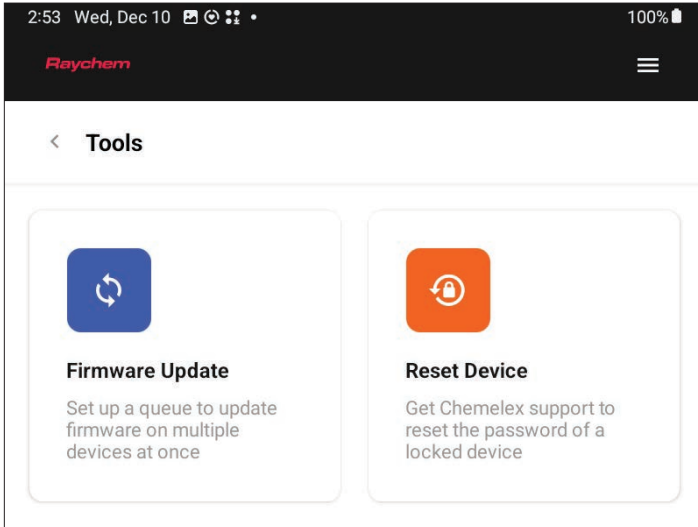 2:53 Wed, Dec 10 100%
Raychem
Tools
Firmware Update
Set up a queue to update
firmware on multiple
devices at once
Reset Device
Get Chemelex support to
reset the password of a
locked device